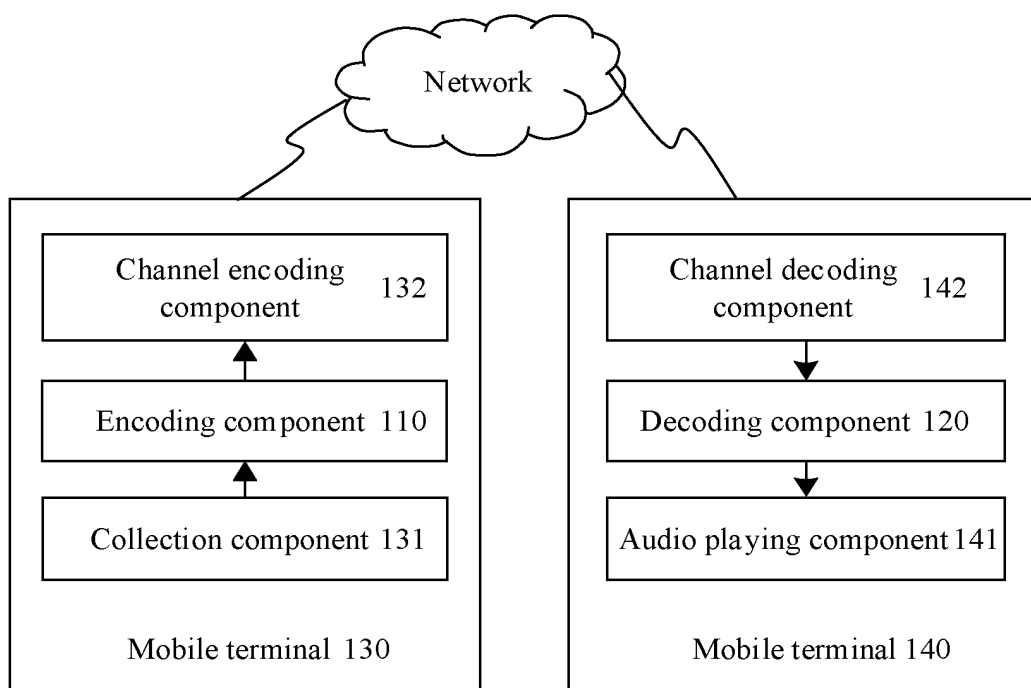 Network
Channel encoding
component 132
Encoding component 110
Collection component 131
Mobile terminal 130
Channel decoding
component 142
Decoding component 120
Audio playing component 141
Mobile terminal 140